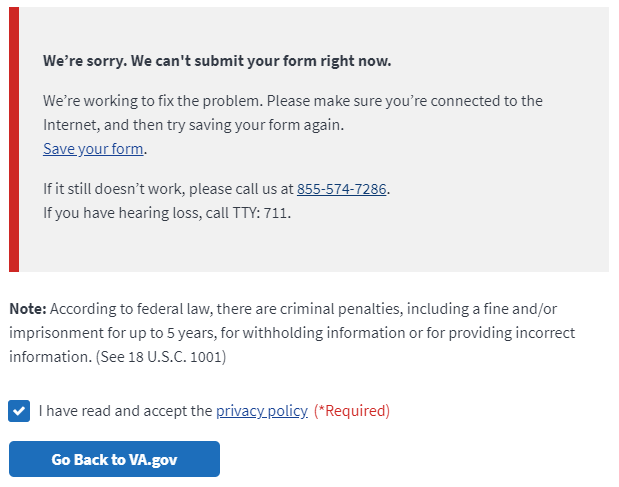 We're sorry. We can't submit your form right now.
We're working to fix the problem. Please make sure you're connected to the
Internet, and then try saving your form again.
Save your form.
If it still doesn't work, please call us at 855-574-7286.
If you have hearing loss, call TTY: 711.
Note: According to federal law, there are criminal penalties, including a fine and/or
imprisonment for up to 5 years, for withholding information or for providing incorrect
information. (See 18 U.S.C. 1001)
I have read and accept the privacy policy (*Required)
Go Back to VA.gov